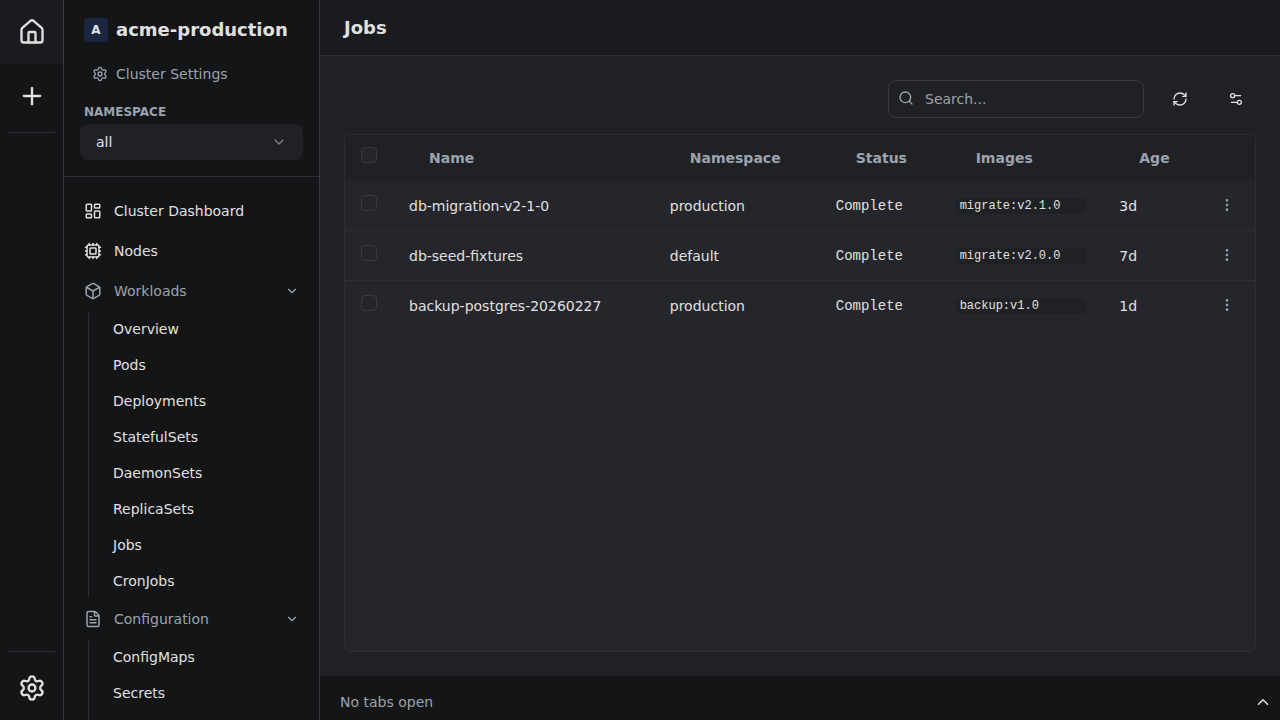 A acme-production
Cluster Settings
NAMESPACE
all
Cluster Dashboard
Nodes
Workloads
Overview
Pods
Deployments
StatefulSets
DaemonSets
ReplicaSets
Jobs
CronJobs
Configuration
ConfigMaps
Secrets
Jobs
Search...
Name Namespace Status Images Age
db-migration-v2-1-0 production Complete migrate:v2.1.0 3d
db-seed-fixtures default Complete migrate:v2.0.0 7d
backup-postgres-20260227 production Complete backup:v1.0 1d
No tabs open